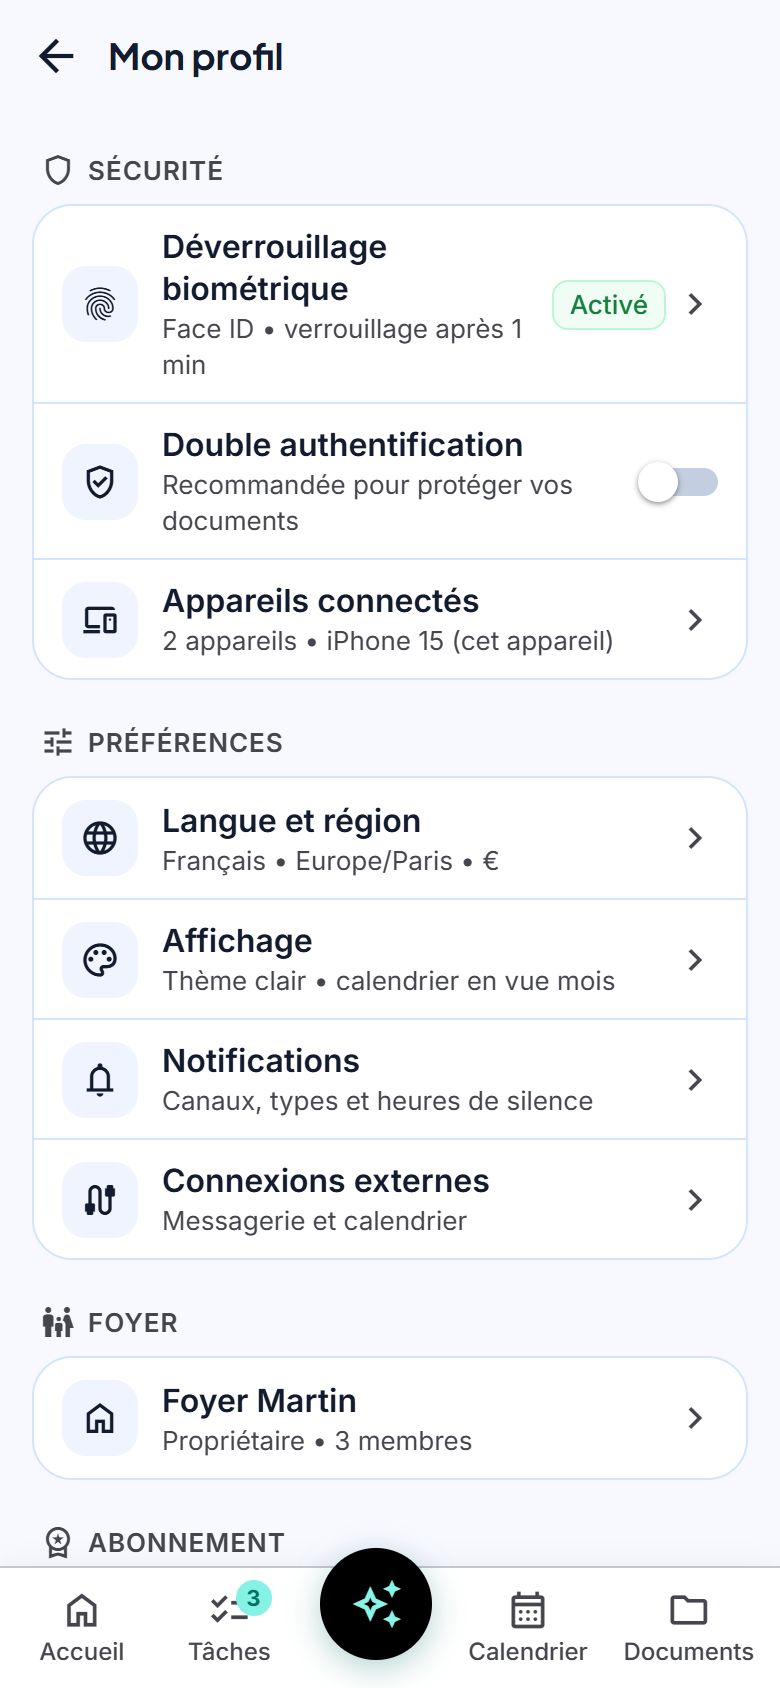 Mon profil
SÉCURITÉ
Déverrouillage
biométrique
Face ID • verrouillage après 1
min
Activé
Double authentification
Recommandée pour protéger vos
documents
Appareils connectés
2 appareils • iPhone 15 (cet appareil)
PRÉFÉRENCES
Langue et région
Français • Europe/Paris • €
Affichage
Thème clair • calendrier en vue mois
Notifications
Canaux, types et heures de silence
Connexions externes
Messagerie et calendrier
FOYER
Foyer Martin
Propriétaire • 3 membres
ABONNEMENT
3
Accueil
Tâches
Calendrier
Documents